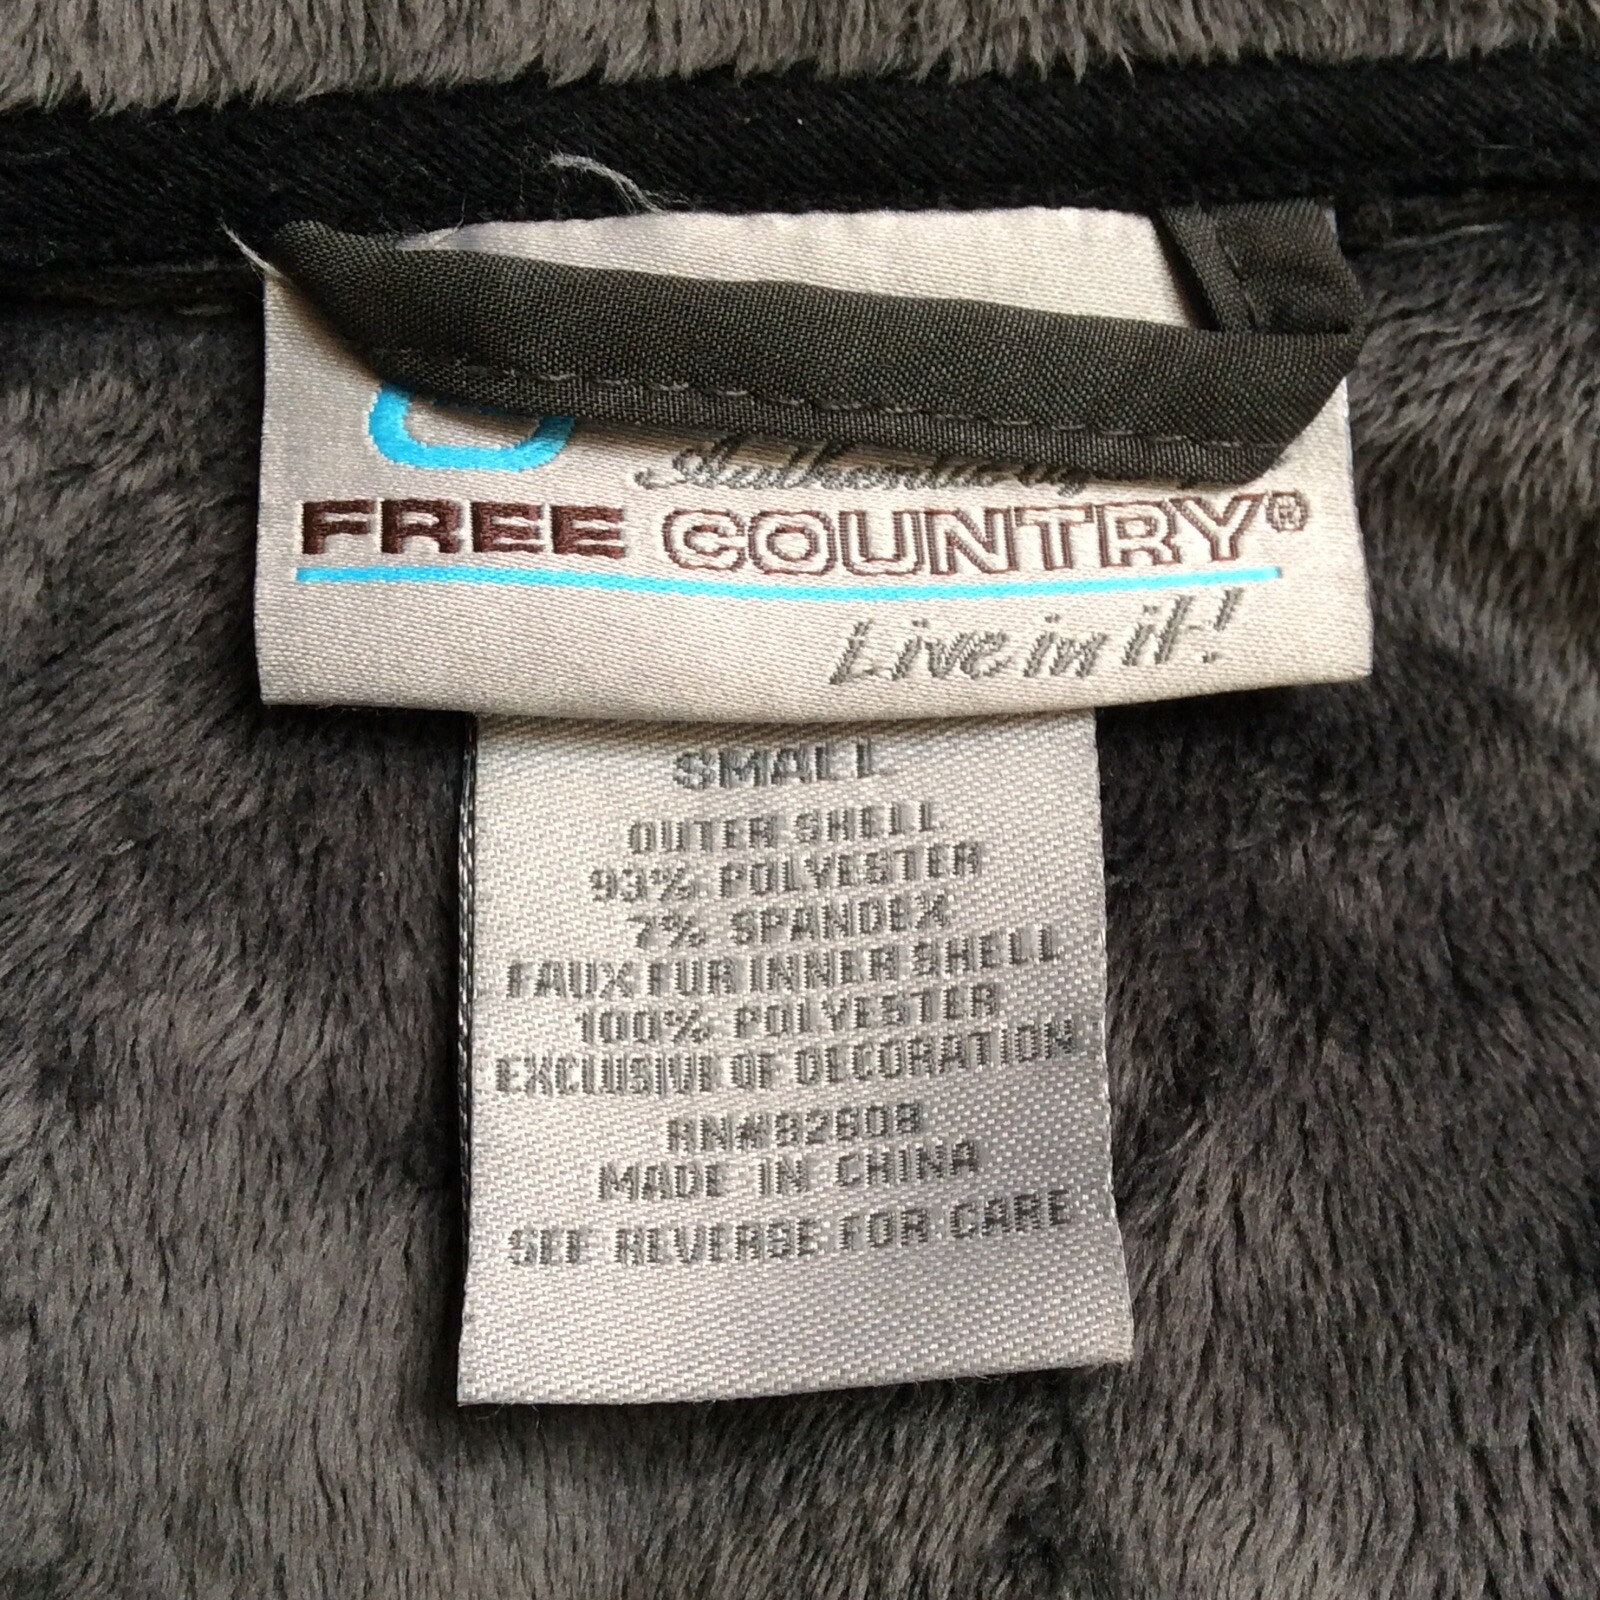 FREE COUNTRY®
Live in it!
SMALL
OUTER SHELL
93% POLYESTER
7% SPANDEX
FAUX FUR INNER SHELL
100% POLYESTER
EXCLUSIVE OF DECORATION
RN#82608
MADE IN CHINA
SEE REVERSE FOR CARE